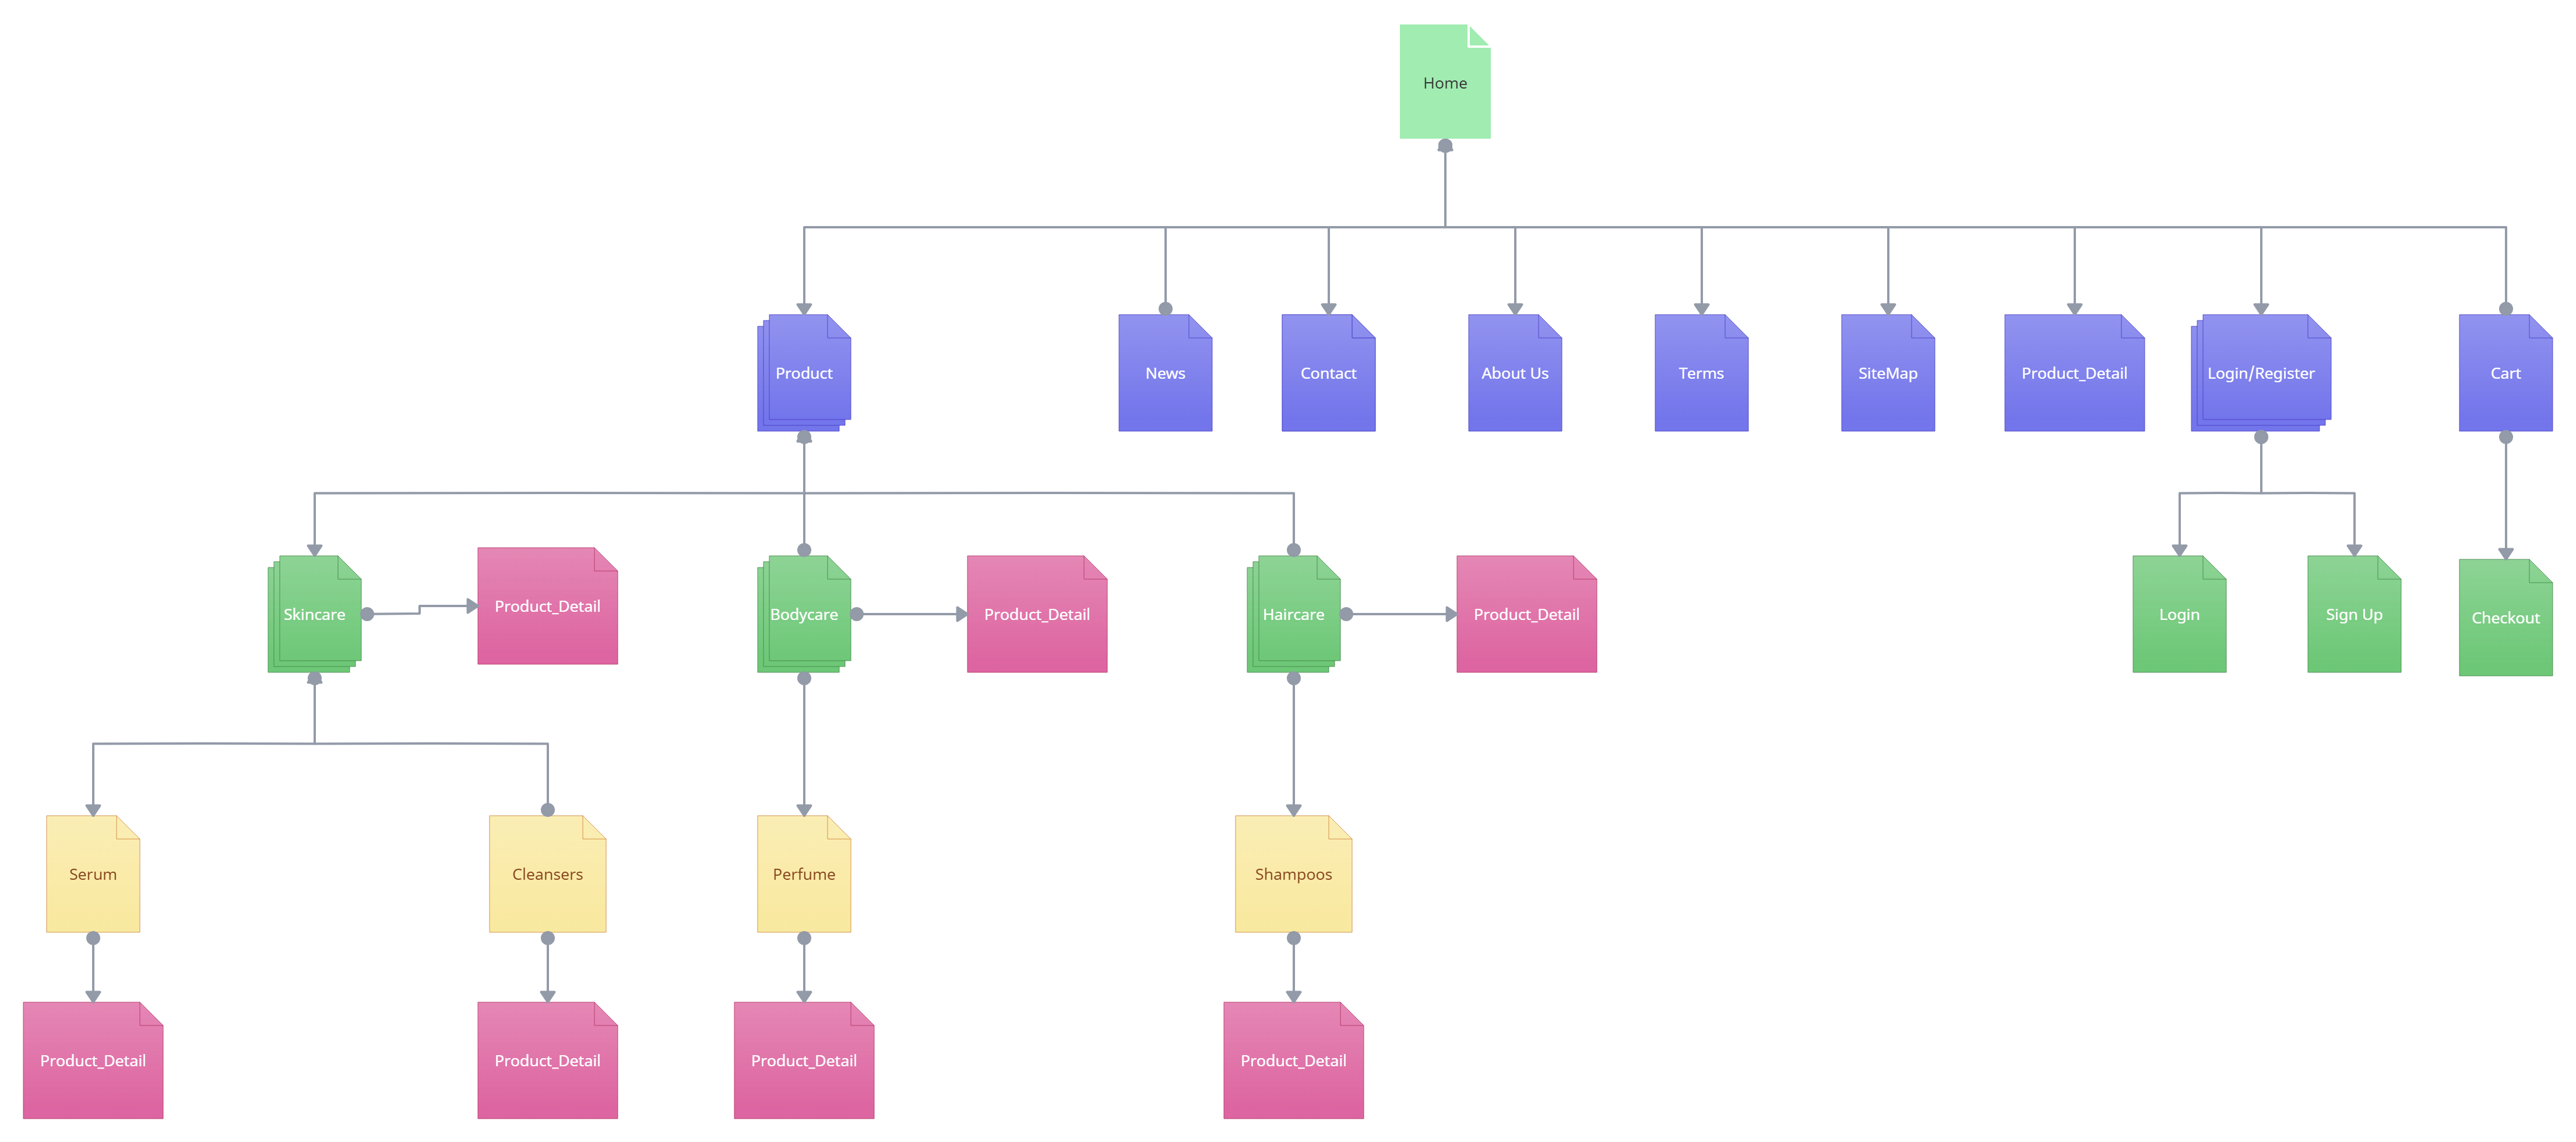 Home
Product
News
Contact
About Us
Terms
SiteMap
Product_Detail
Login/Register
Cart
Skincare
Product_Detail
Bodycare
Product_Detail
Haircare
Product_Detail
Login
Sign Up
Checkout
Serum
Cleansers
Perfume
Shampoos
Product_Detail
Product_Detail
Product_Detail
Product_Detail